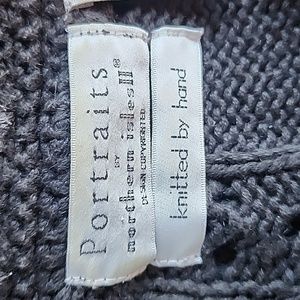 Portraits
BY
northern isles®
DESIGN COPYRIGHTED
knitted by hand